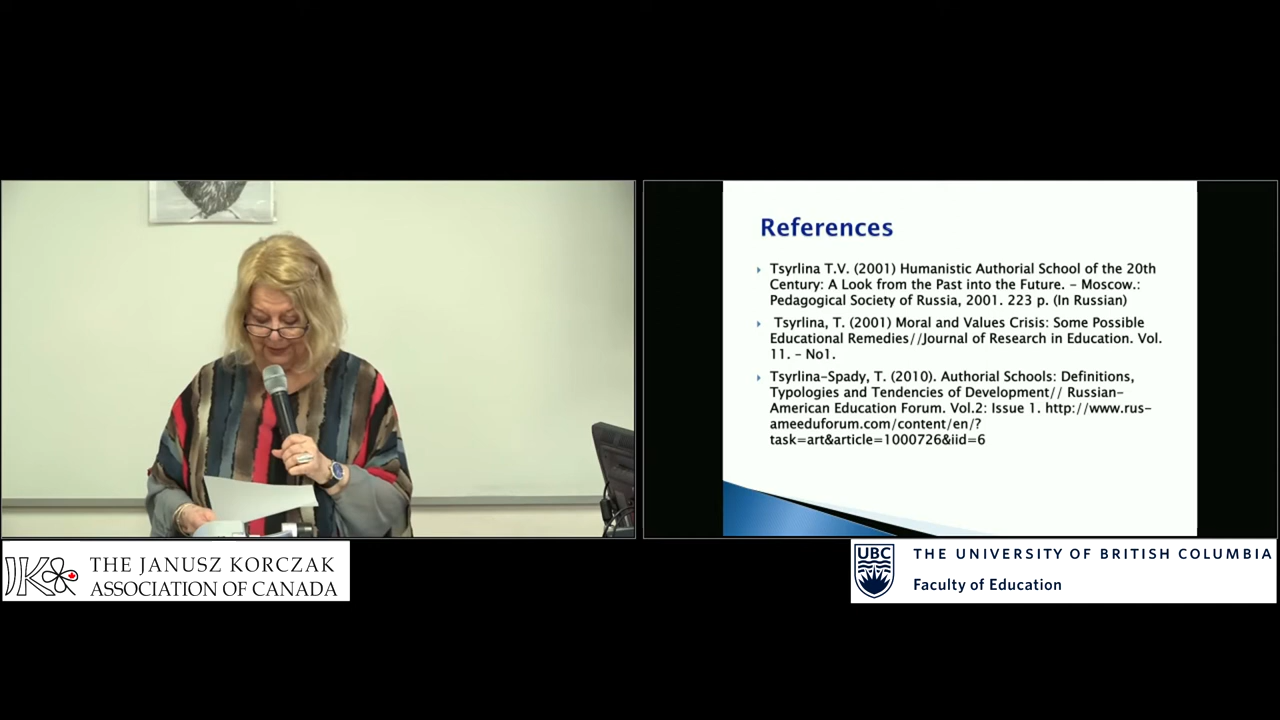 References
Tsyrlina T.V. (2001) Humanistic Authorial School of the 20th
Century: A Look from the Past into the Future. – Moscow.:
Pedagogical Society of Russia, 2001. 223 p. (In Russian)
Tsyrlina, T. (2001) Moral and Values Crisis: Some Possible
Educational Remedies//Journal of Research in Education. Vol.
11. – No1.
Tsyrlina-Spady, T. (2010). Authorial Schools: Definitions,
Typologies and Tendencies of Development// Russian-
American Education Forum. Vol.2: Issue 1. http://www.rus-
ameeduforum.com/content/en/?
task=art&article=1000726&iid=6
JK
THE JANUSZ KORCZAK
ASSOCIATION OF CANADA
UBC
THE UNIVERSITY OF BRITISH COLUMBIA
Faculty of Education